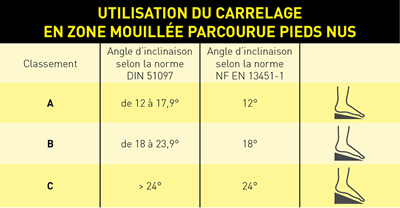 UTILISATION DU CARRELAGE
EN ZONE MOUILLÉE PARCOURUE PIEDS NUS
Classement
Angle d'inclinaison
selon la norme
DIN 51097
Angle d'inclinaison
selon la norme
NF EN 13451-1
A
de 12 à 17,9°
12°
B
de 18 à 23,9°
18°
C
> 24°
24°